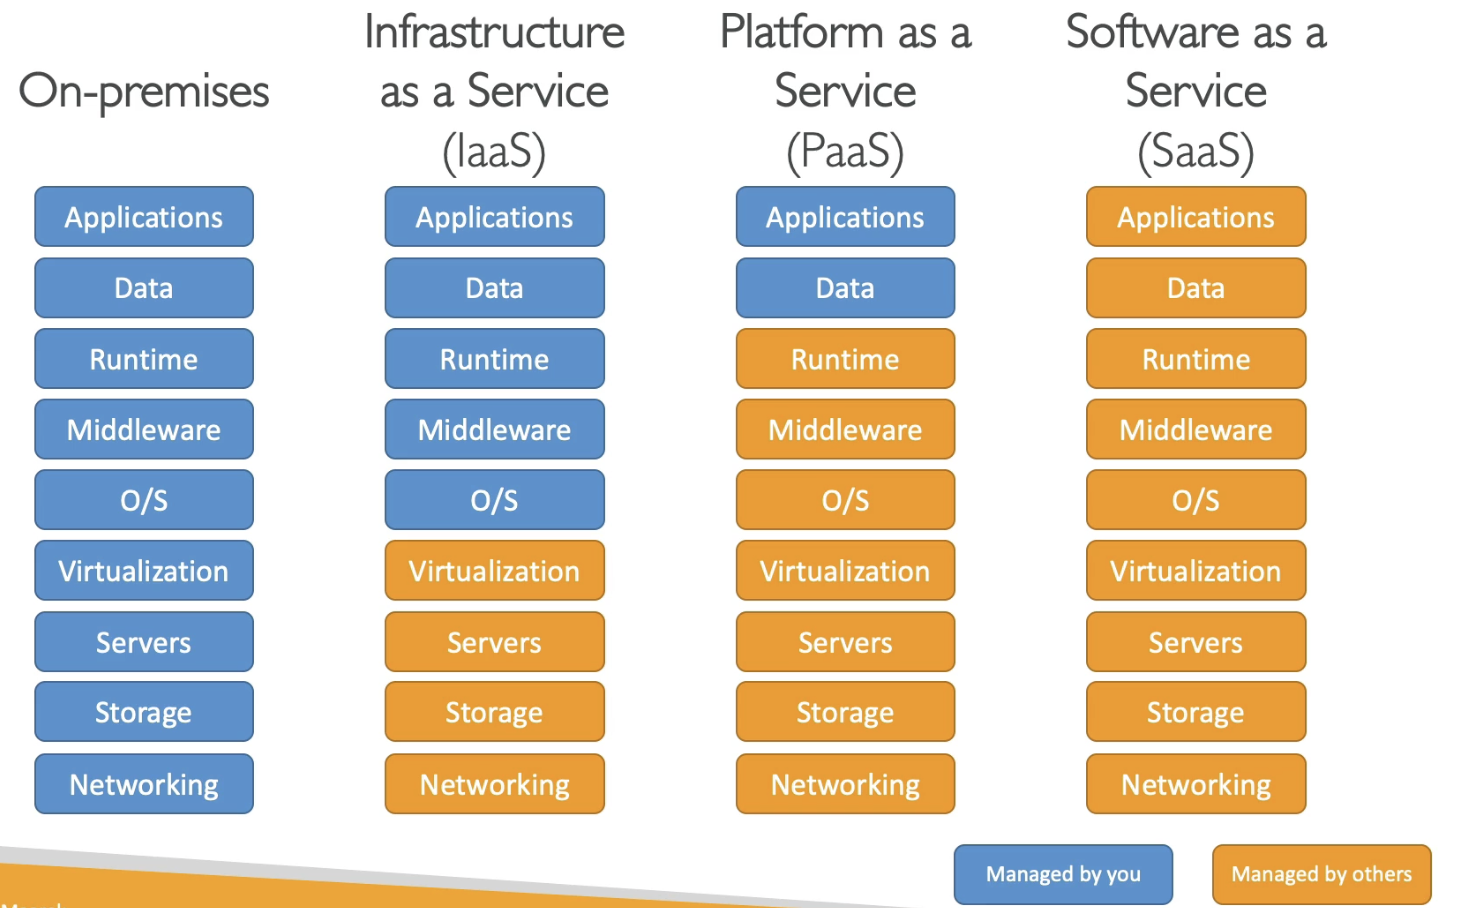 On-premises
Infrastructure
as a Service
(IaaS)
Platform as a
Service
(PaaS)
Software as a
Service
(SaaS)
Applications
Applications
Applications
Applications
Data
Data
Data
Data
Runtime
Runtime
Runtime
Runtime
Middleware
Middleware
Middleware
Middleware
O/S
O/S
O/S
O/S
Virtualization
Virtualization
Virtualization
Virtualization
Servers
Servers
Servers
Servers
Storage
Storage
Storage
Storage
Networking
Networking
Networking
Networking
Managed by you
Managed by others